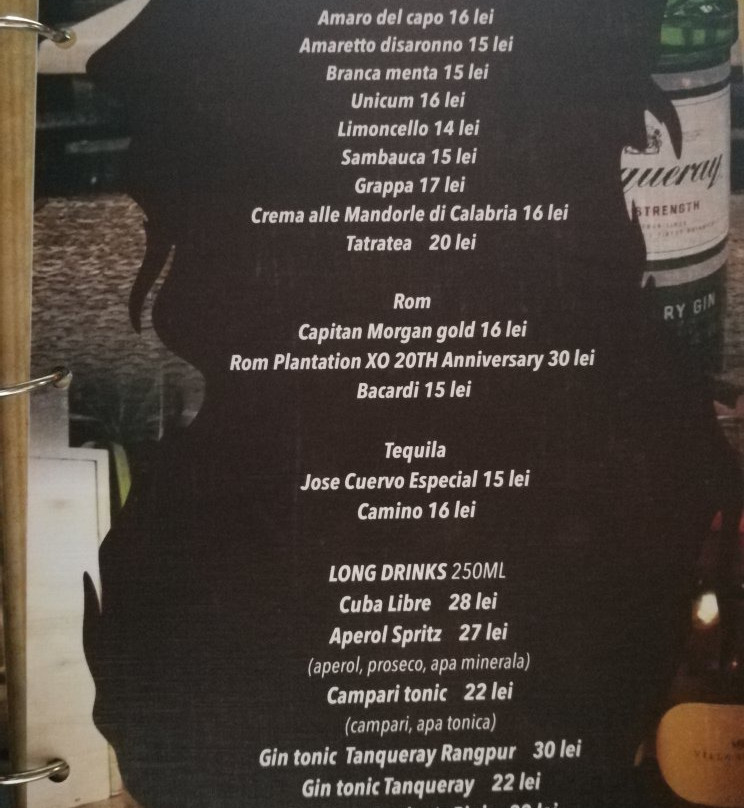 Amaro del capo 16 lei
Amaretto disaronno 15 lei
Branca menta 15 lei
Unicum 16 lei
Limoncello 14 lei
Sambauca 15 lei
Grappa 17 lei
Crema alle Mandorle di Calabria 16 lei
Tatratea 20 lei
Rom
Capitan Morgan gold 16 lei
Rom Plantation XO 20TH Anniversary 30 lei
Bacardi 15 lei
Tequila
Jose Cuervo Especial 15 lei
Camino 16 lei
LONG DRINKS 250ML
Cuba Libre 28 lei
Aperol Spritz 27 lei
(aperol, proseco, apa minerala)
Campari tonic 22 lei
(campari, apa tonica)
Gin tonic Tanqueray Rangpur 30 lei
Gin tonic Tanqueray 22 lei
queray
STRENGTH
RY GIN